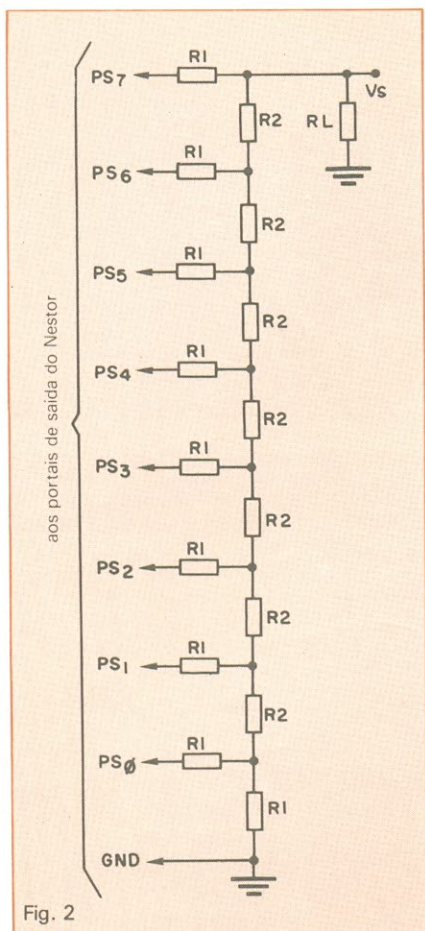 R1
PS7
Vs
R2
RL
R1
PS6
R2
R1
PS5
R2
R1
PS4
R2
R1
PS3
R2
R1
PS2
R2
R1
PS1
R2
R1
PSØ
R1
GND
aos portais de saída do Nestor
Fig. 2